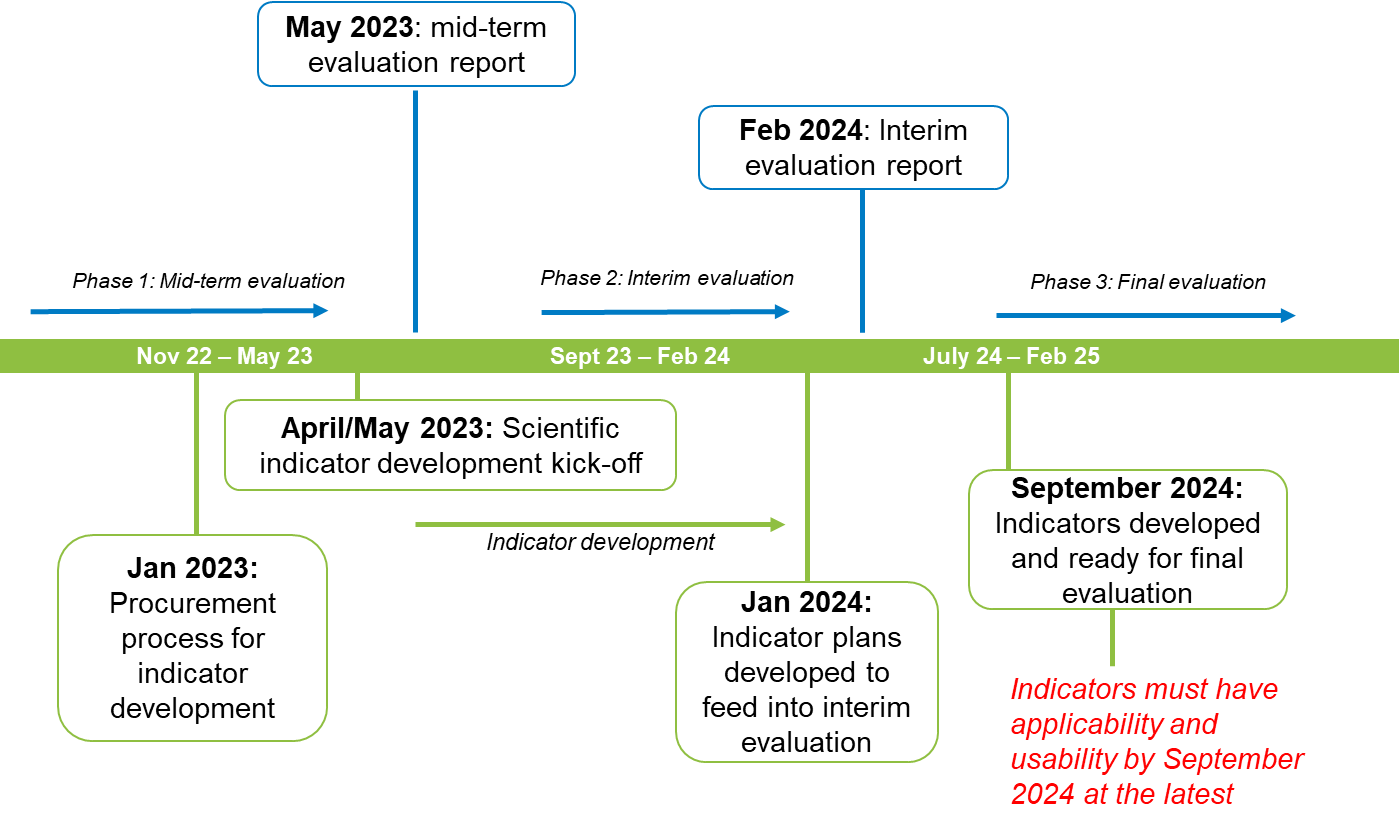 May 2023: mid-term
evaluation report
Feb 2024: Interim
evaluation report
Phase 1: Mid-term evaluation
Phase 2: Interim evaluation
Phase 3: Final evaluation
Nov 22 – May 23
Sept 23 – Feb 24
July 24 – Feb 25
April/May 2023: Scientific
indicator development kick-off
Indicator development
Jan 2023:
Procurement
process for
indicator
development
Jan 2024:
Indicator plans
developed to
feed into interim
evaluation
September 2024:
Indicators developed
and ready for final
evaluation
Indicators must have
applicability and
usability by September
2024 at the latest